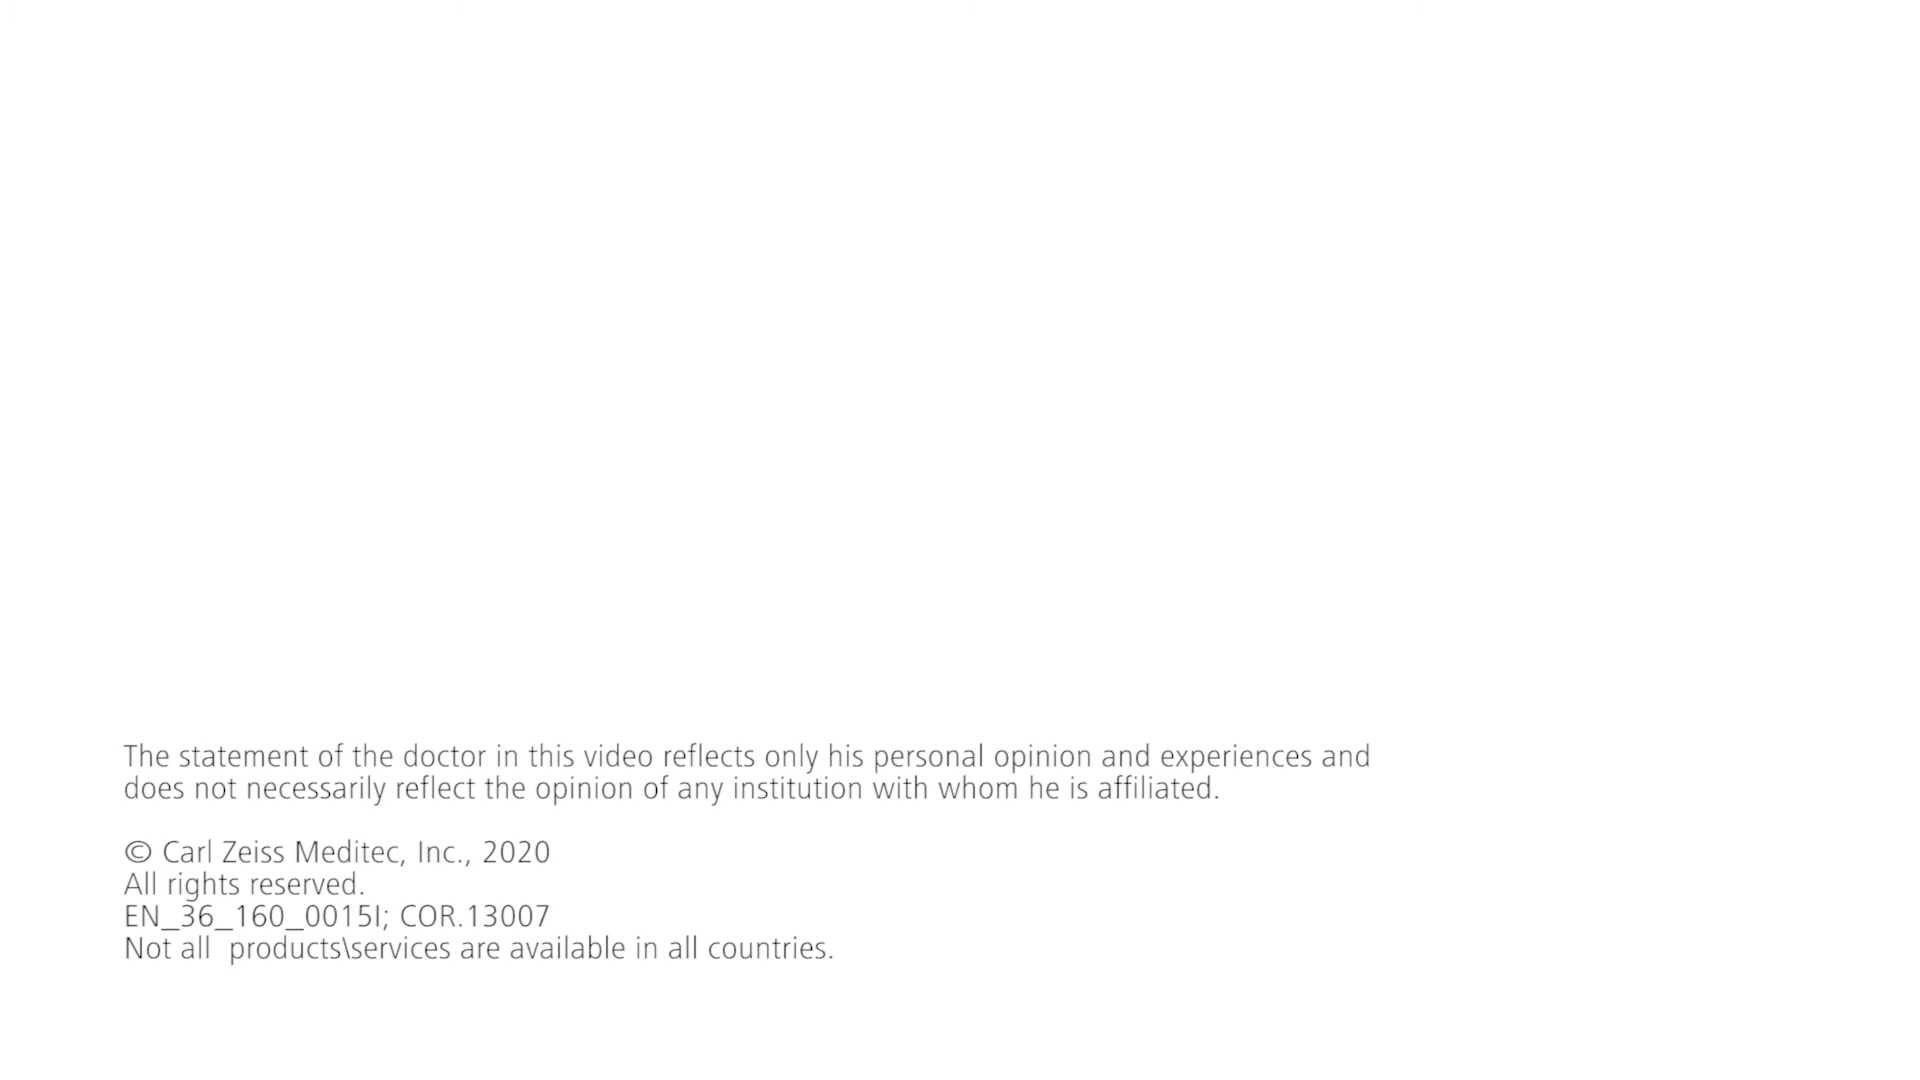 The statement of the doctor in this video reflects only his personal opinion and experiences and
does not necessarily reflect the opinion of any institution with whom he is affiliated.
© Carl Zeiss Meditec, Inc., 2020
All rights reserved.
EN_36_160_0015I; COR.13007
Not all  products\services are available in all countries.